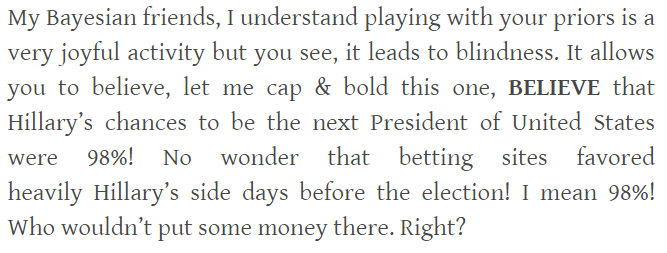 My Bayesian friends, I understand playing with your priors is a
very joyful activity but you see, it leads to blindness. It allows
you to believe, let me cap & bold this one, BELIEVE that
Hillary’s chances to be the next President of United States
were 98%! No wonder that betting sites favored
heavily Hillary’s side days before the election! I mean 98%!
Who wouldn’t put some money there. Right?